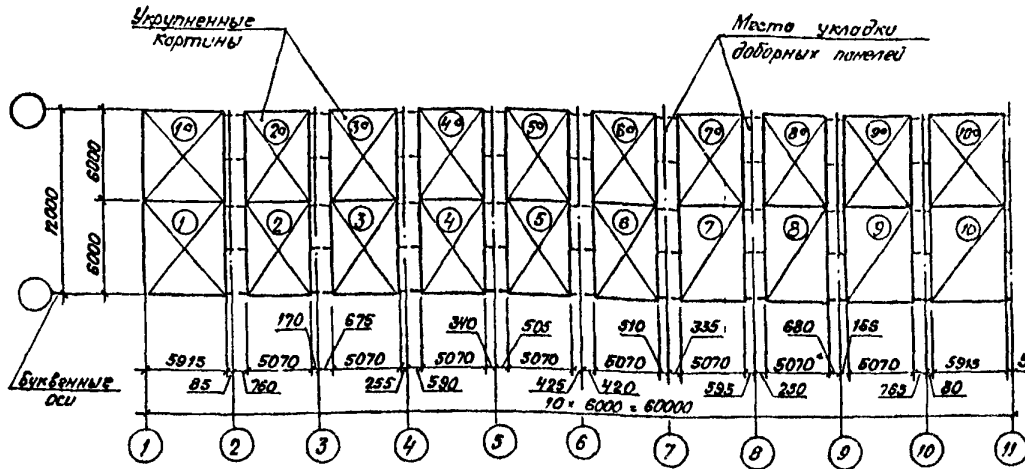 Укрупненные
картины
Место укладки
доборных панелей
1а 2а 3а 4а 5а 6а 7а 8а 9а 10а
6000
12000
1 2 3 4 5 6 7 8 9 10
6000
170 675 340 505 510 335 680 165
5915 5070 5070 5070 5070 5070 5070 5070 5070 5915
Буквенные
оси
85 760 255 590 425 420 595 250 765 80
10 × 6000 = 60000
1 2 3 4 5 6 7 8 9 10 11